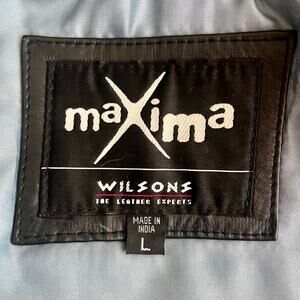 maXima
WILSONS
THE LEATHER EXPERTS
MADE IN
INDIA
L